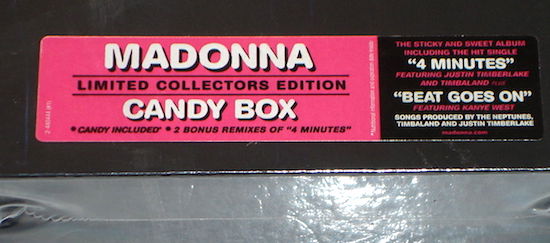 MADONNA
LIMITED COLLECTORS EDITION
CANDY BOX
*CANDY INCLUDED* * 2 BONUS REMIXES OF "4 MINUTES"
THE STICKY AND SWEET ALBUM
INCLUDING THE HIT SINGLE
"4 MINUTES"
FEATURING JUSTIN TIMBERLAKE
AND TIMBALAND PLUS
"BEAT GOES ON"
FEATURING KANYE WEST
SONGS PRODUCED BY THE NEPTUNES,
TIMBALAND AND JUSTIN TIMBERLAKE
madonna.com